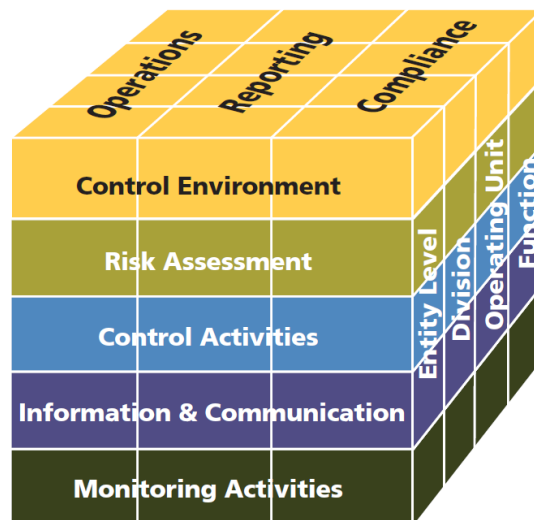 Operations
Reporting
Compliance
Control Environment
Risk Assessment
Control Activities
Information & Communication
Monitoring Activities
Entity Level
Division
Operating Unit
Function